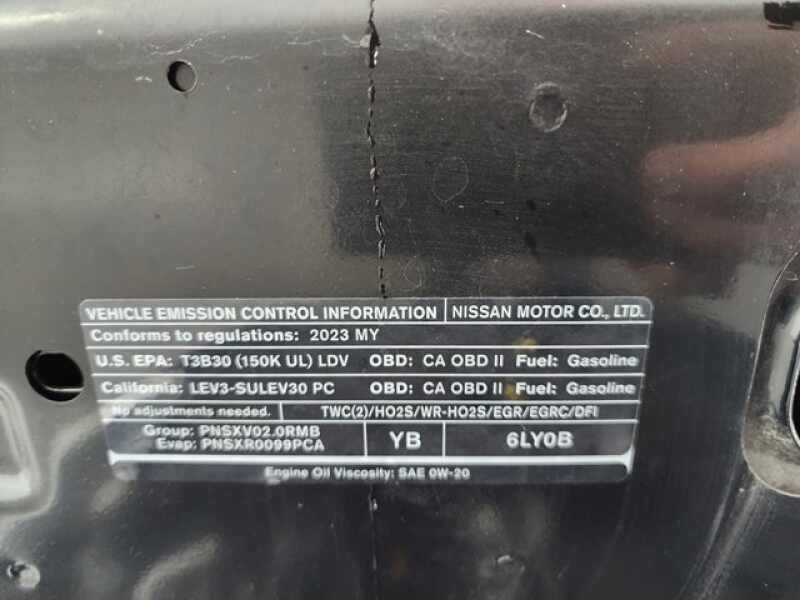 VEHICLE EMISSION CONTROL INFORMATION NISSAN MOTOR CO., LTD.
Conforms to regulations: 2023 MY
U.S. EPA: T3B30 (150K UL) LDV OBD: CA OBD II Fuel: Gasoline
California: LEV3-SULEV30 PC OBD: CA OBD II Fuel: Gasoline
No adjustments needed. TWC(2)/HO2S/WR-HO2S/EGR/EGRC/DFI
Group: PNSXV02.0RMB
Evap: PNSXR0099PCA
YB 6LY0B
Engine Oil Viscosity: SAE 0W-20